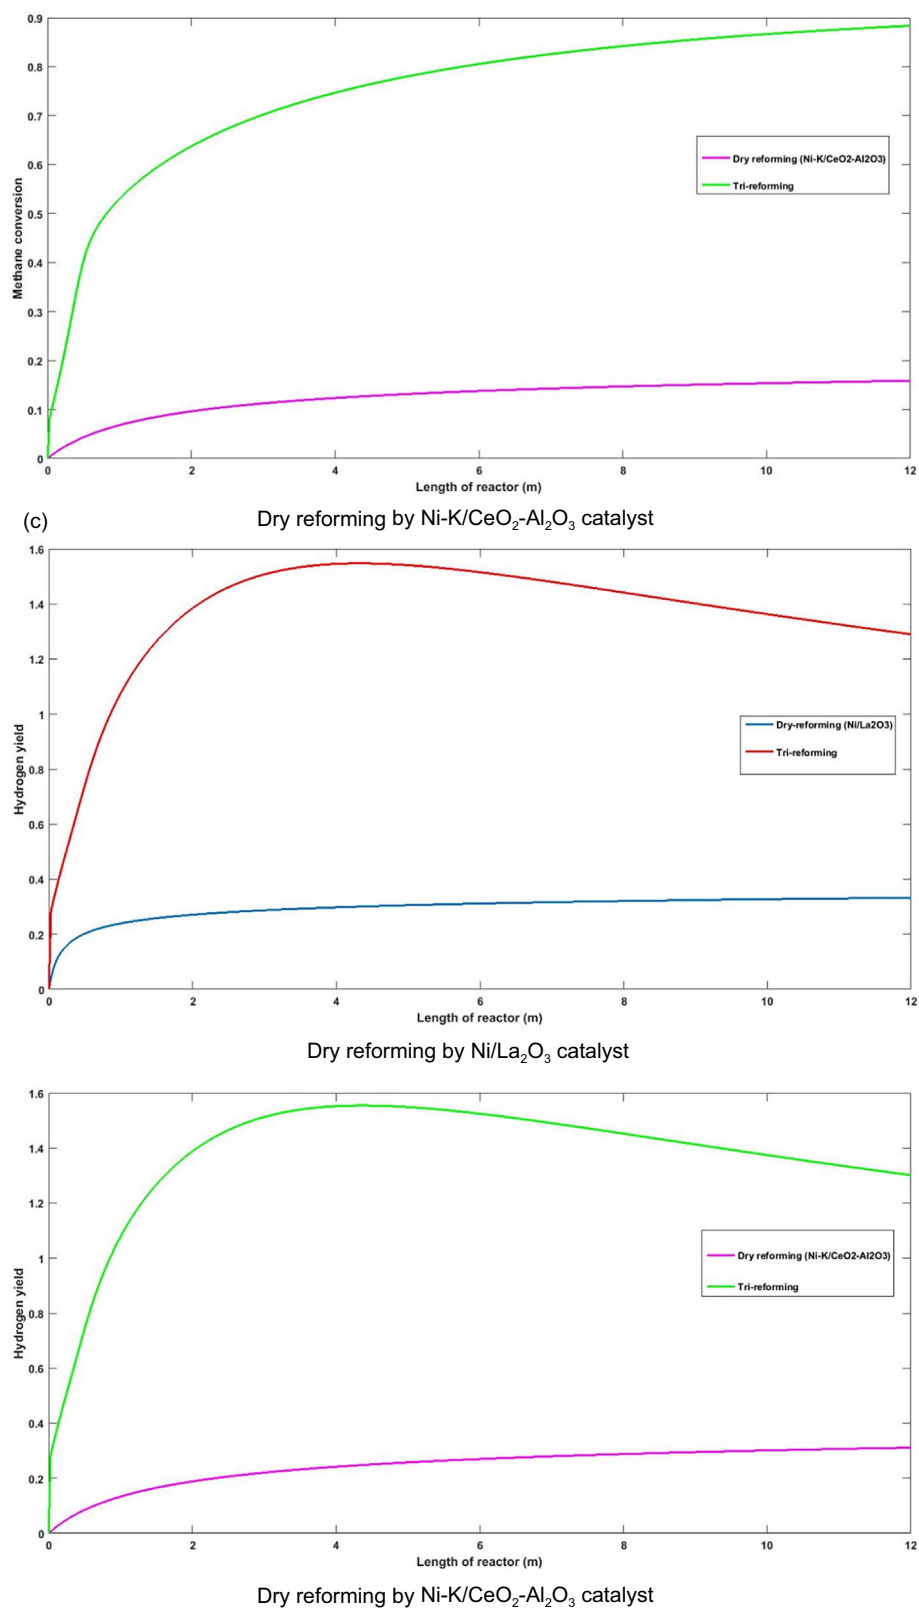 0.9
0.8
0.7
0.6
0.5
0.4
0.3
0.2
0.1
0
Methane conversion
Dry reforming (Ni-K/CeO2-Al2O3)
Tri-reforming
0 2 4 6 8 10 12
Length of reactor (m)
(c) Dry reforming by Ni-K/CeO₂-Al₂O₃ catalyst
1.6
1.4
1.2
1
0.8
0.6
0.4
0.2
0
Hydrogen yield
Dry-reforming (Ni/La2O3)
Tri-reforming
0 2 4 6 8 10 12
Length of reactor (m)
Dry reforming by Ni/La₂O₃ catalyst
1.6
1.4
1.2
1
0.8
0.6
0.4
0.2
0
Hydrogen yield
Dry reforming (Ni-K/CeO2-Al2O3)
Tri-reforming
0 2 4 6 8 10 12
Length of reactor (m)
Dry reforming by Ni-K/CeO₂-Al₂O₃ catalyst